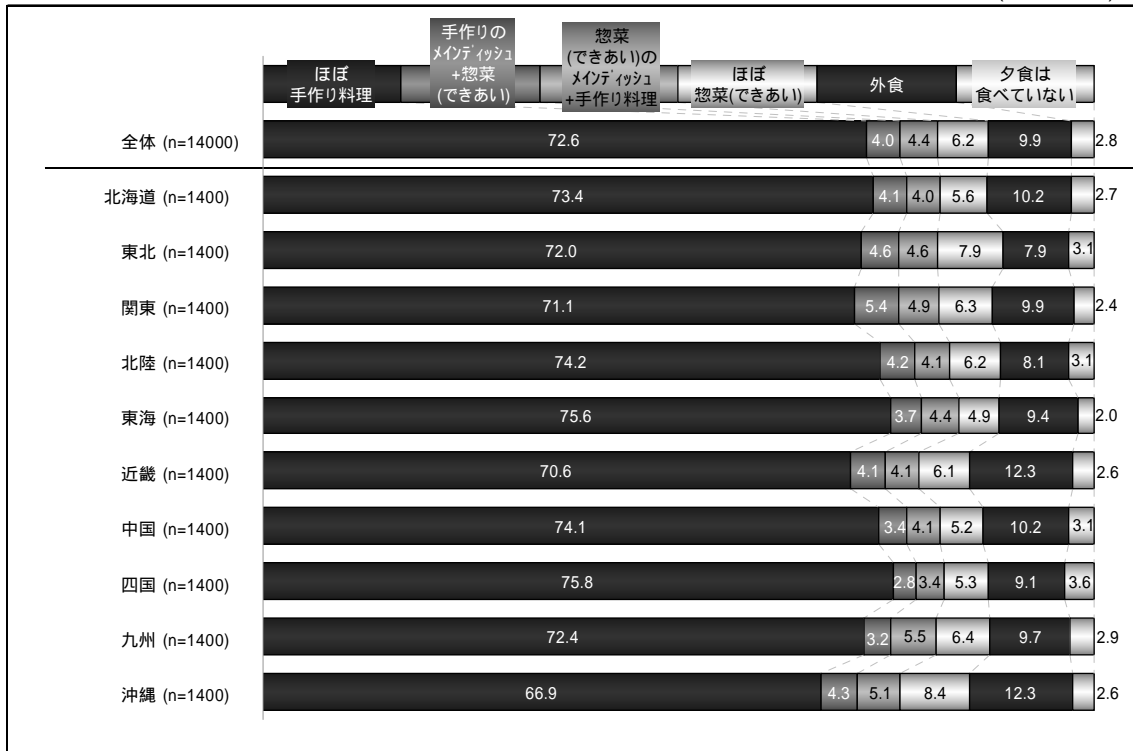 手作りの
ﾒｲﾝﾃﾞｨｯｼｭ
+惣菜
(できあい)
惣菜
(できあい)の
ﾒｲﾝﾃﾞｨｯｼｭ
+手作り料理
ほぼ
手作り料理
ほぼ
惣菜(できあい)
外食
夕食は
食べていない
全体 (n=14000) 72.6 4.0 4.4 6.2 9.9 2.8
北海道 (n=1400) 73.4 4.1 4.0 5.6 10.2 2.7
東北 (n=1400) 72.0 4.6 4.6 7.9 7.9 3.1
関東 (n=1400) 71.1 5.4 4.9 6.3 9.9 2.4
北陸 (n=1400) 74.2 4.2 4.1 6.2 8.1 3.1
東海 (n=1400) 75.6 3.7 4.4 4.9 9.4 2.0
近畿 (n=1400) 70.6 4.1 4.1 6.1 12.3 2.6
中国 (n=1400) 74.1 3.4 4.1 5.2 10.2 3.1
四国 (n=1400) 75.8 2.8 3.4 5.3 9.1 3.6
九州 (n=1400) 72.4 3.2 5.5 6.4 9.7 2.9
沖縄 (n=1400) 66.9 4.3 5.1 8.4 12.3 2.6